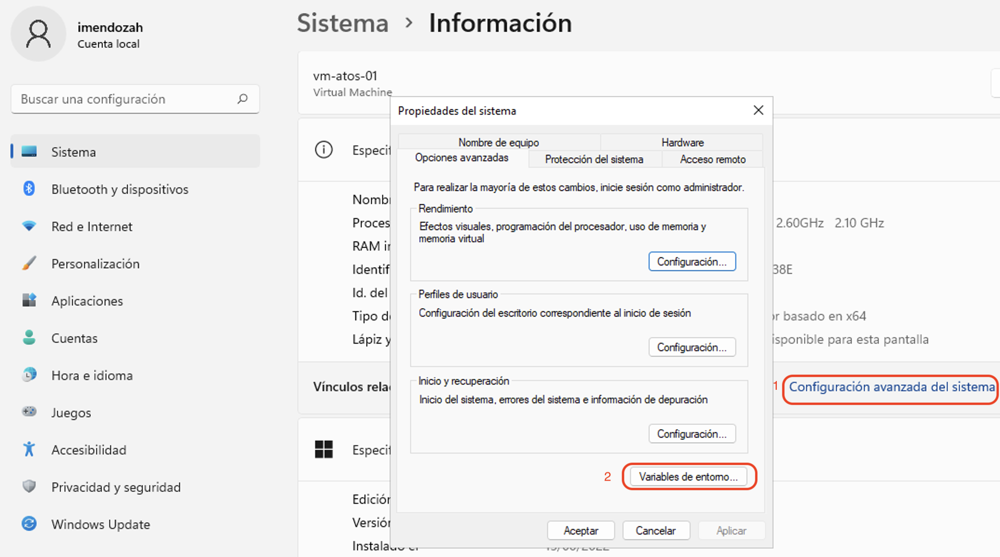 imendozah
Cuenta local
Buscar una configuración
Sistema
Bluetooth y dispositivos
Red e Internet
Personalización
Aplicaciones
Cuentas
Hora e idioma
Juegos
Accesibilidad
Privacidad y seguridad
Windows Update
Sistema > Información
vm-atos-01
Virtual Machine
Especif
Nombr
Proces
2.60GHz 2.10 GHz
RAM in
Identif
38E
Id. del
Tipo de
or basado en x64
Lápiz y
isponible para esta pantalla
Vínculos rela
1 Configuración avanzada del sistema
Especif
Edición
Versión
Instalado el
Propiedades del sistema
Nombre de equipo
Hardware
Opciones avanzadas
Protección del sistema
Acceso remoto
Para realizar la mayoría de estos cambios, inicie sesión como administrador.
Rendimiento
Efectos visuales, programación del procesador, uso de memoria y
memoria virtual
Configuración...
Perfiles de usuario
Configuración del escritorio correspondiente al inicio de sesión
Configuración...
Inicio y recuperación
Inicio del sistema, errores del sistema e información de depuración
Configuración...
2 Variables de entorno...
Aceptar
Cancelar
Aplicar